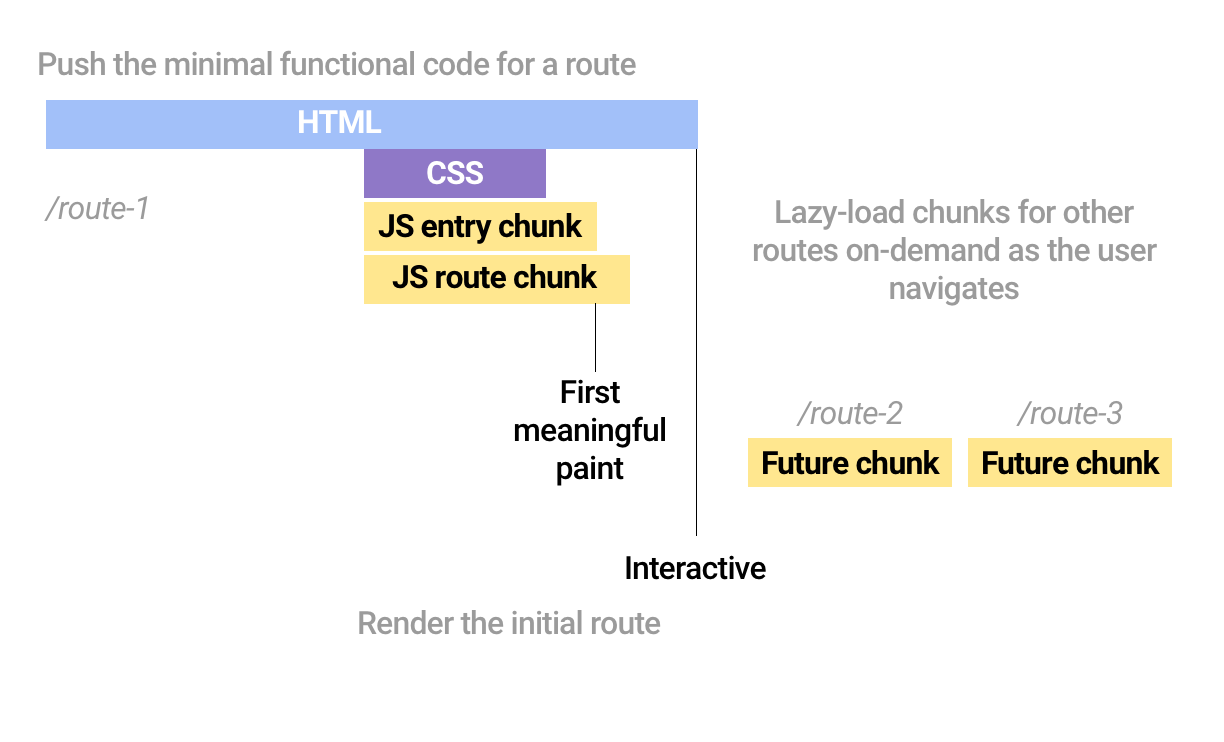 Push the minimal functional code for a route
HTML
CSS
/route-1
JS entry chunk
JS route chunk
Lazy-load chunks for other
routes on-demand as the user
navigates
First
meaningful
paint
/route-2
/route-3
Future chunk
Future chunk
Interactive
Render the initial route